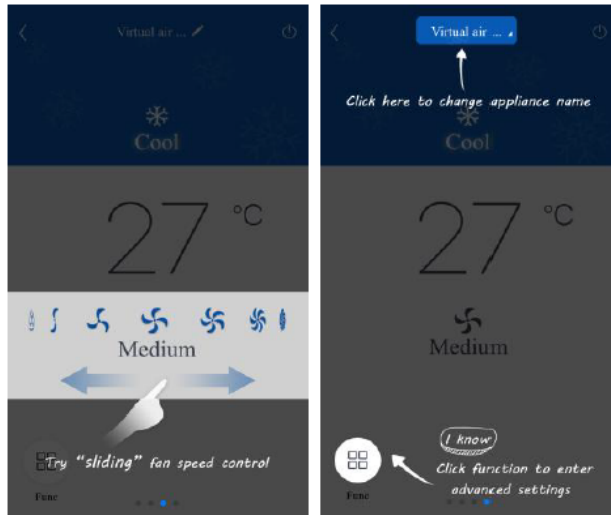 Virtual air ...
Cool
27 °C
Medium
Try "sliding" fan speed control
Func
Virtual air ...
Click here to change appliance name
Cool
27 °C
Medium
I know
Click function to enter
advanced settings
Func